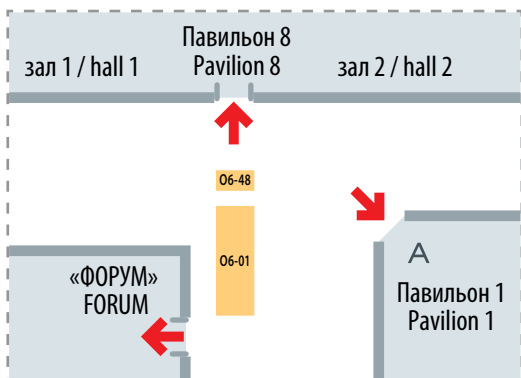 Павильон 8
Pavilion 8
зал 1 / hall 1
зал 2 / hall 2
О6-48
О6-01
«ФОРУМ»
FORUM
A
Павильон 1
Pavilion 1